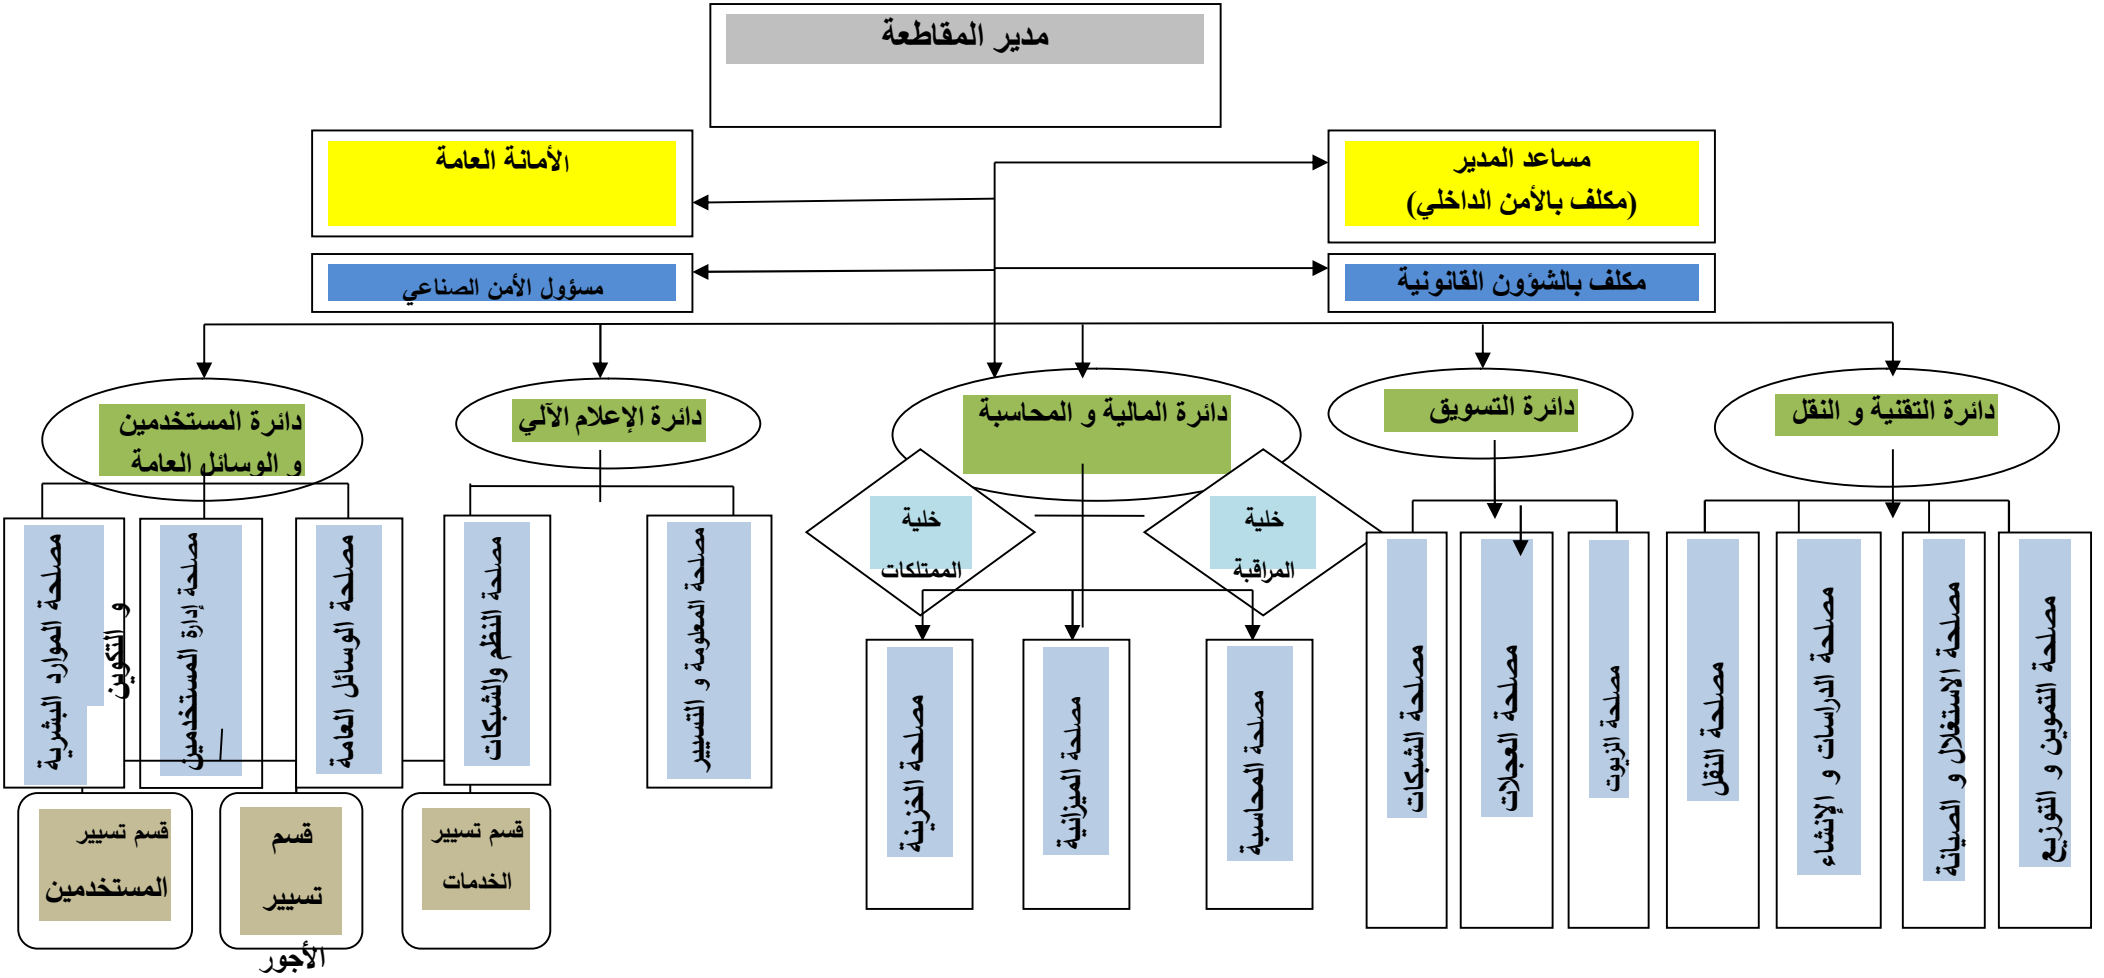 مدير المقاطعة
مساعد المدير
(مكلف بالأمن الداخلي)
الأمانة العامة
مكلف بالشؤون القانونية
مسؤول الأمن الصناعي
دائرة التقنية و النقل
دائرة التسويق
دائرة المالية و المحاسبة
دائرة الإعلام الآلي
دائرة المستخدمين
و الوسائل العامة
خلية
المراقبة
خلية
الممتلكات
مصلحة التموين و التوزيع
مصلحة الاستغلال و الصيانة
مصلحة الدراسات و الإنشاء
مصلحة النقل
مصلحة الزيوت
مصلحة العجلات
مصلحة الشبكات
مصلحة المحاسبة
مصلحة الميزانية
مصلحة الخزينة
مصلحة المعلومة و التسيير
مصلحة النظم والشبكات
مصلحة الوسائل العامة
مصلحة إدارة المستخدمين
مصلحة الموارد البشرية
و التكوين
قسم تسيير
الخدمات
قسم
تسيير
الأجور
قسم تسيير
المستخدمين